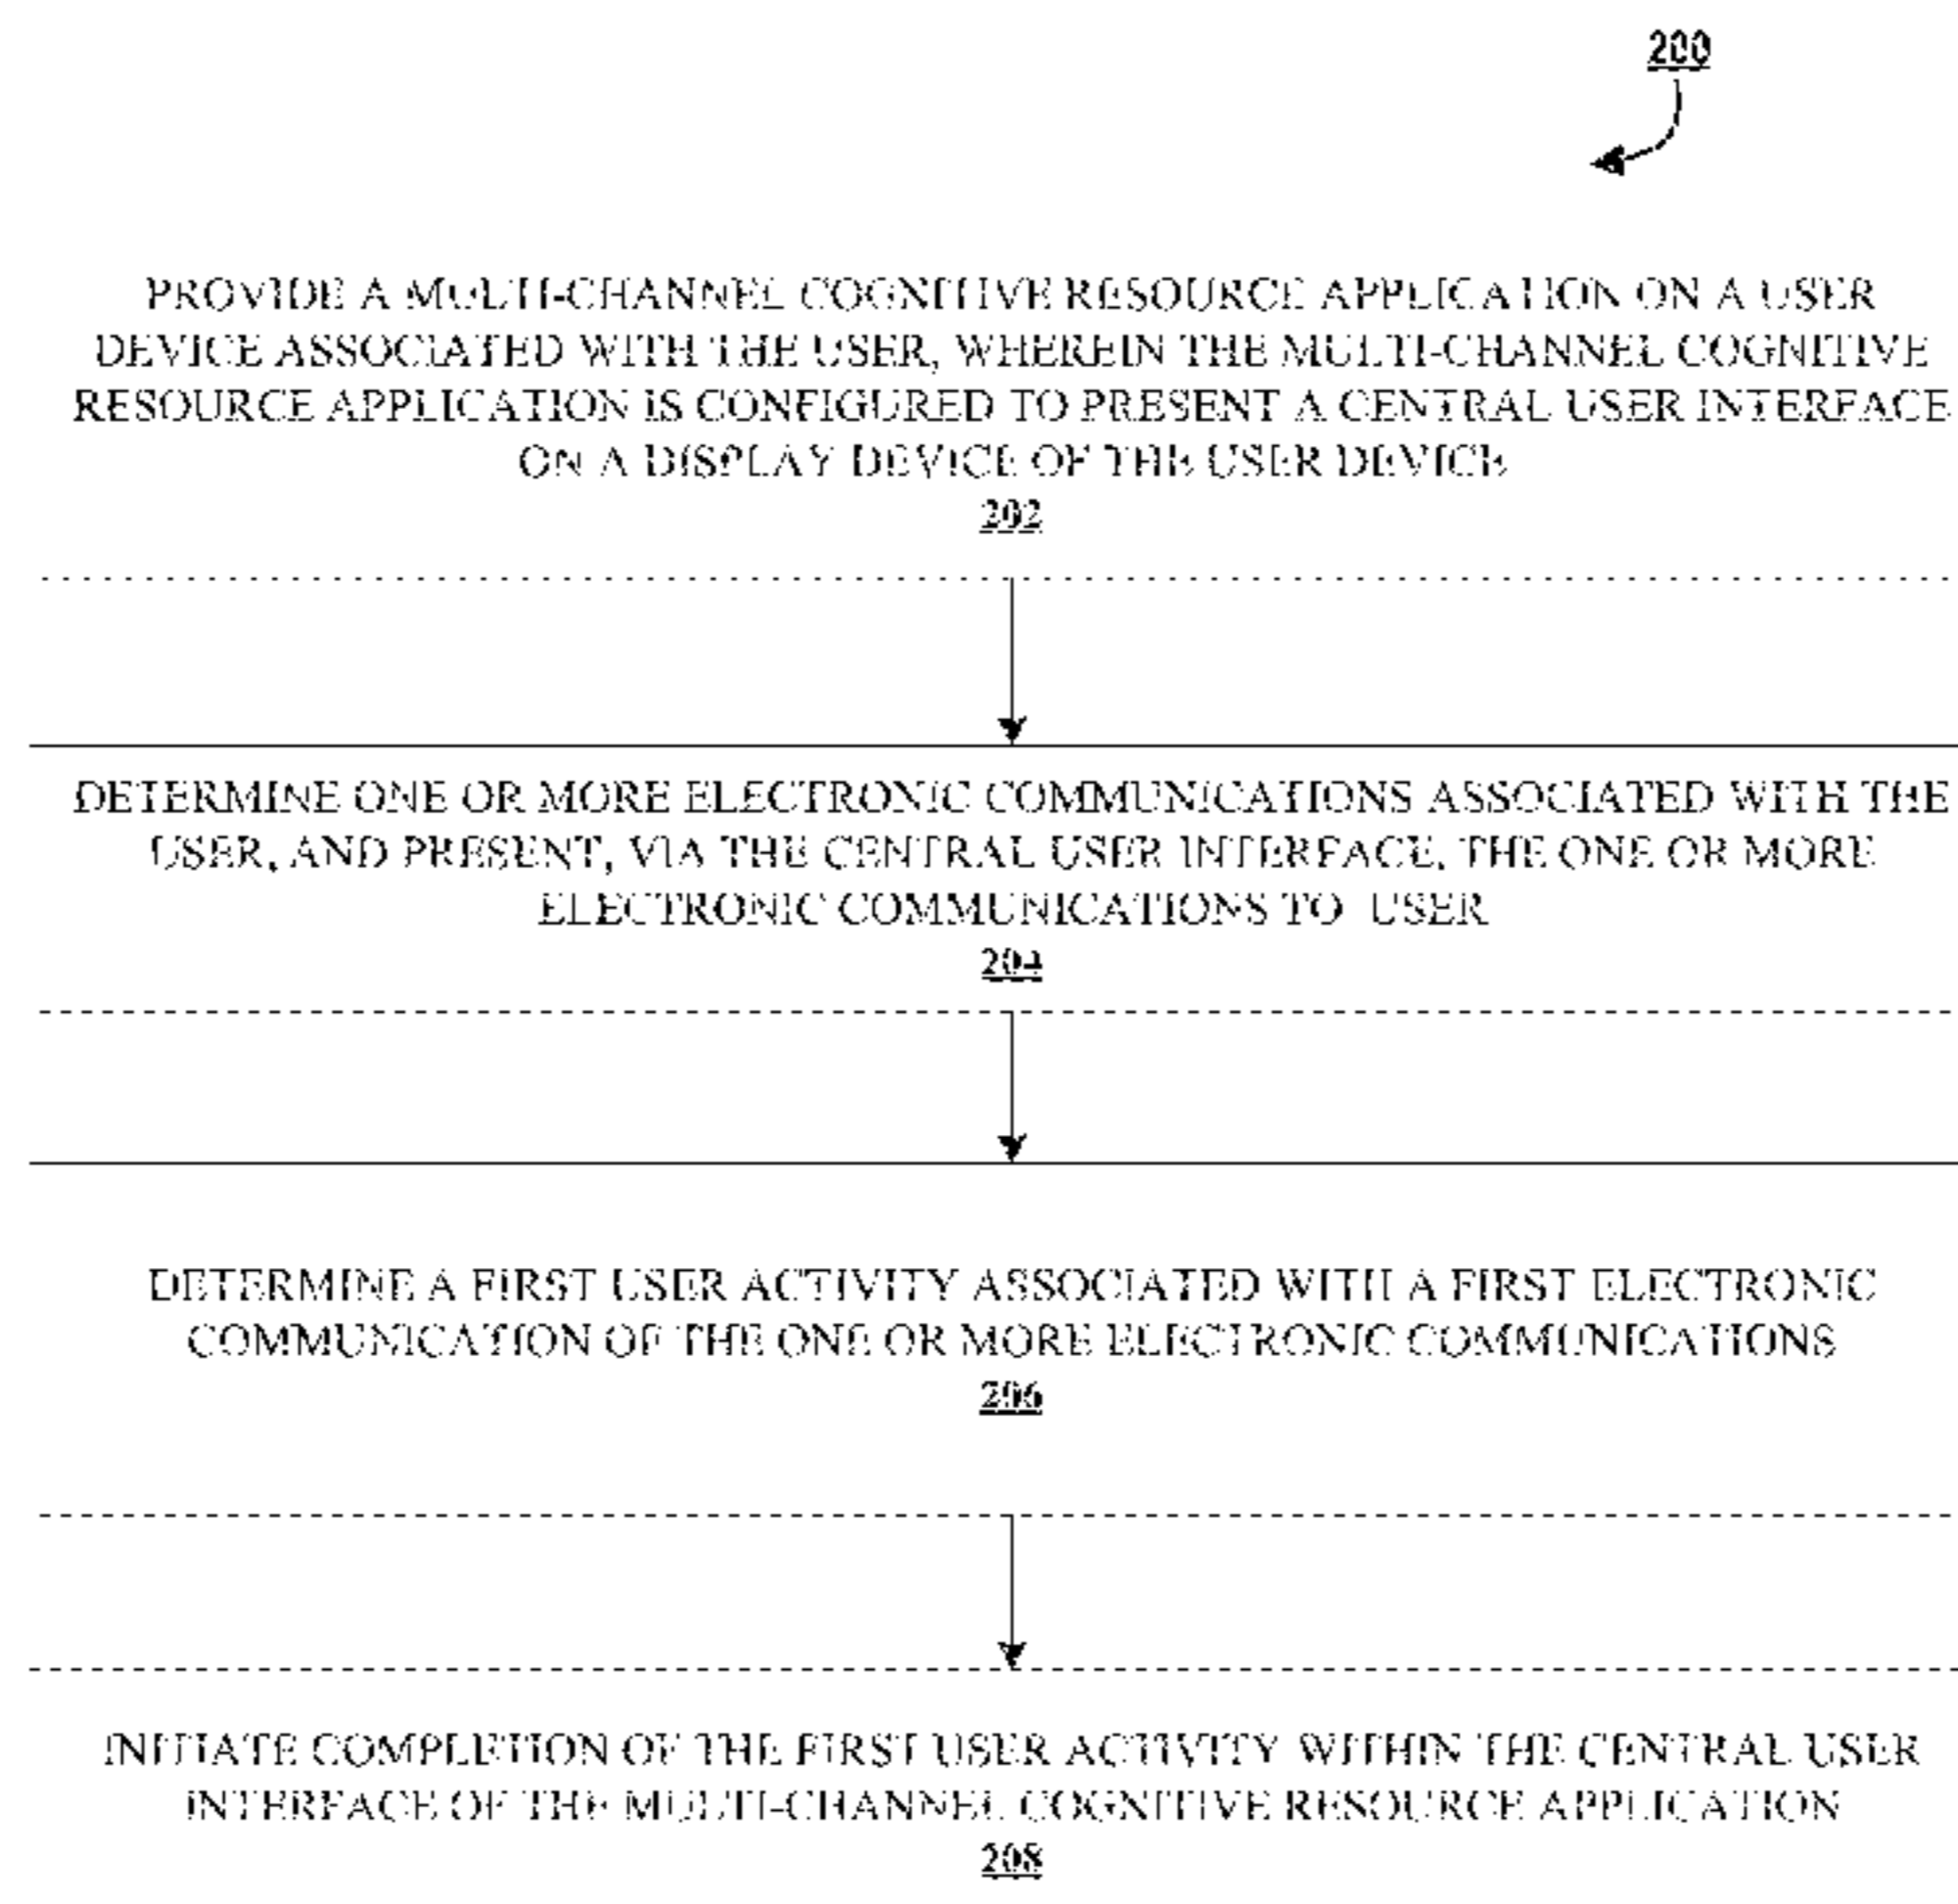 200
PROVIDE A MULTI-CHANNEL COGNITIVE RESOURCE APPLICATION ON A USER
DEVICE ASSOCIATED WITH THE USER, WHEREIN THE MULTI-CHANNEL COGNITIVE
RESOURCE APPLICATION IS CONFIGURED TO PRESENT A CENTRAL USER INTERFACE
ON A DISPLAY DEVICE OF THE USER DEVICE
202
DETERMINE ONE OR MORE ELECTRONIC COMMUNICATIONS ASSOCIATED WITH THE
USER, AND PRESENT, VIA THE CENTRAL USER INTERFACE, THE ONE OR MORE
ELECTRONIC COMMUNICATIONS TO USER
204
DETERMINE A FIRST USER ACTIVITY ASSOCIATED WITH A FIRST ELECTRONIC
COMMUNICATION OF THE ONE OR MORE ELECTRONIC COMMUNICATIONS
206
INITIATE COMPLETION OF THE FIRST USER ACTIVITY WITHIN THE CENTRAL USER
INTERFACE OF THE MULTI-CHANNEL COGNITIVE RESOURCE APPLICATION
208